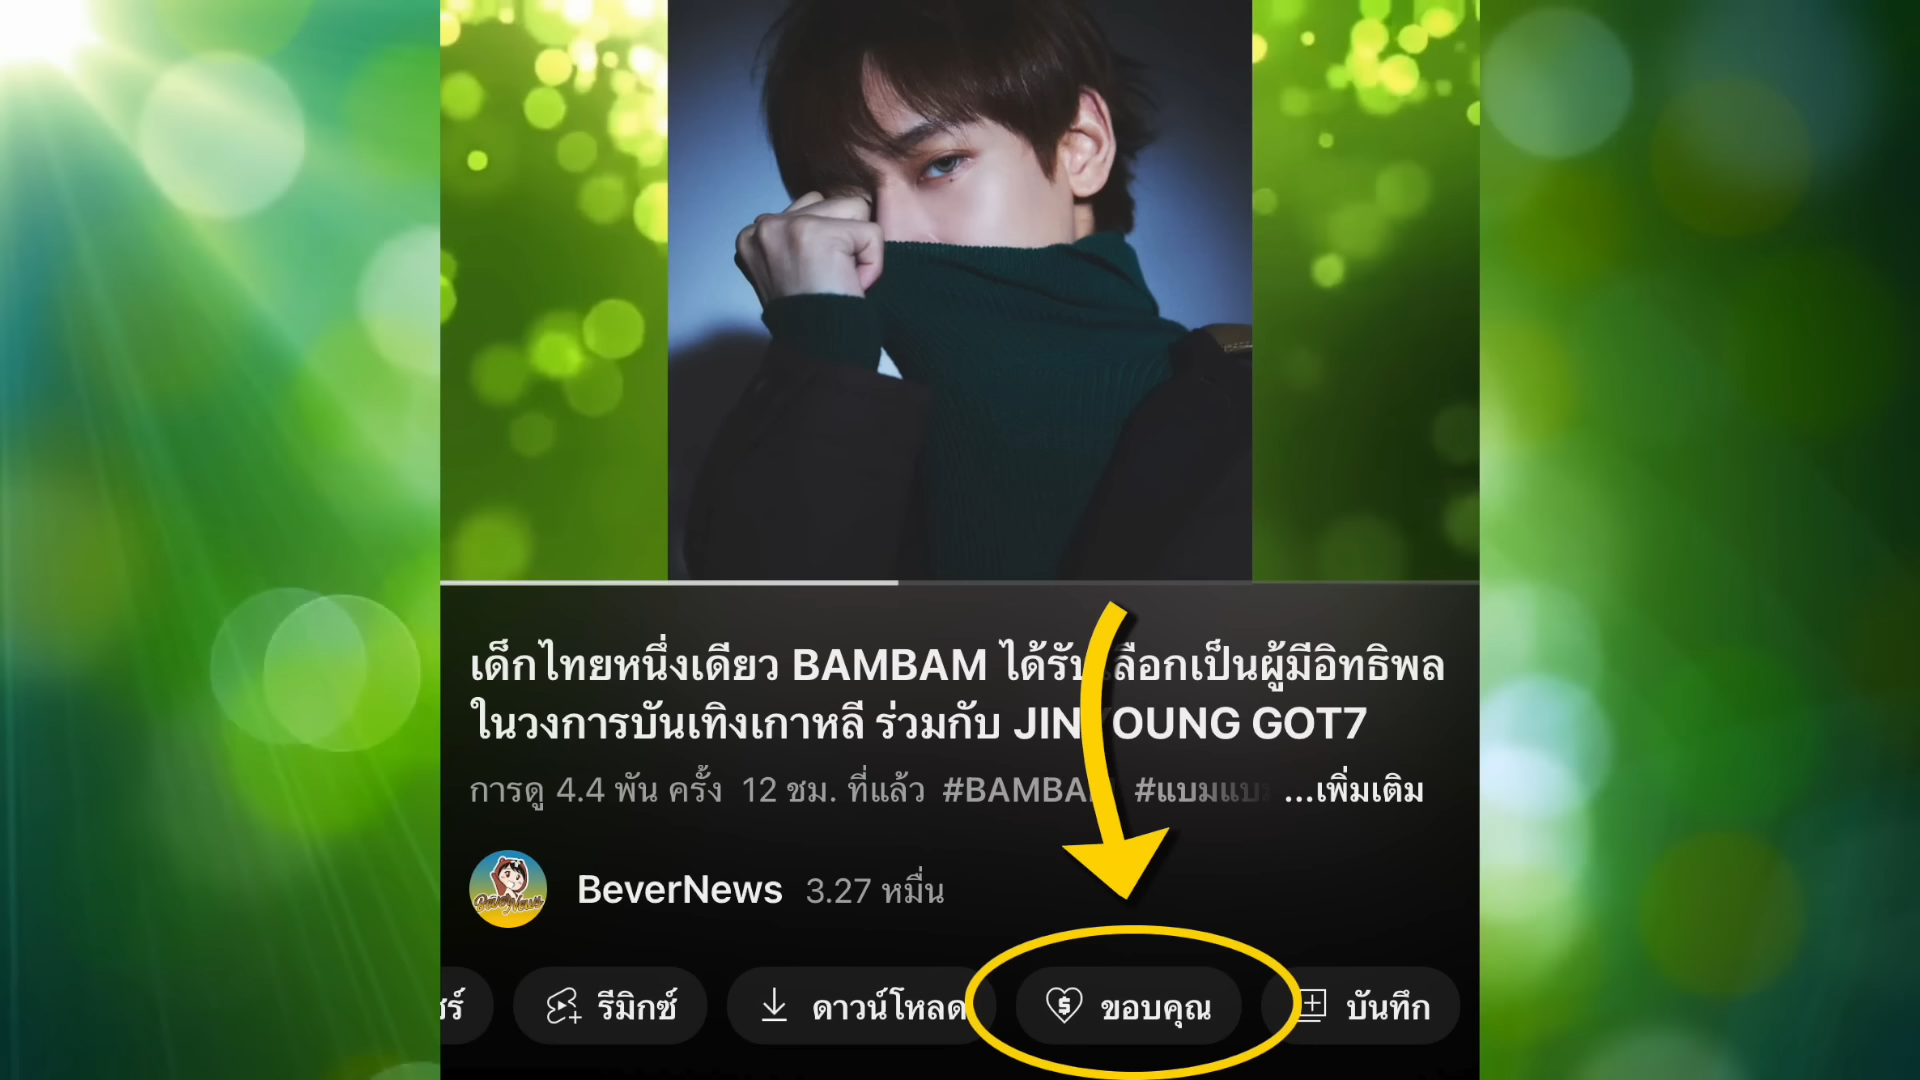 เด็กไทยหนึ่งเดียว BAMBAM ได้รับเลือกเป็นผู้มีอิทธิพล
ในวงการบันเทิงเกาหลี ร่วมกับ JINYOUNG GOT7
การดู 4.4 พัน ครั้ง 12 ชม. ที่แล้ว #BAMBAM #แบมแบม ...เพิ่มเติม
BeverNews 3.27 หมื่น
รีมิกซ์ ดาวน์โหลด ขอบคุณ บันทึก